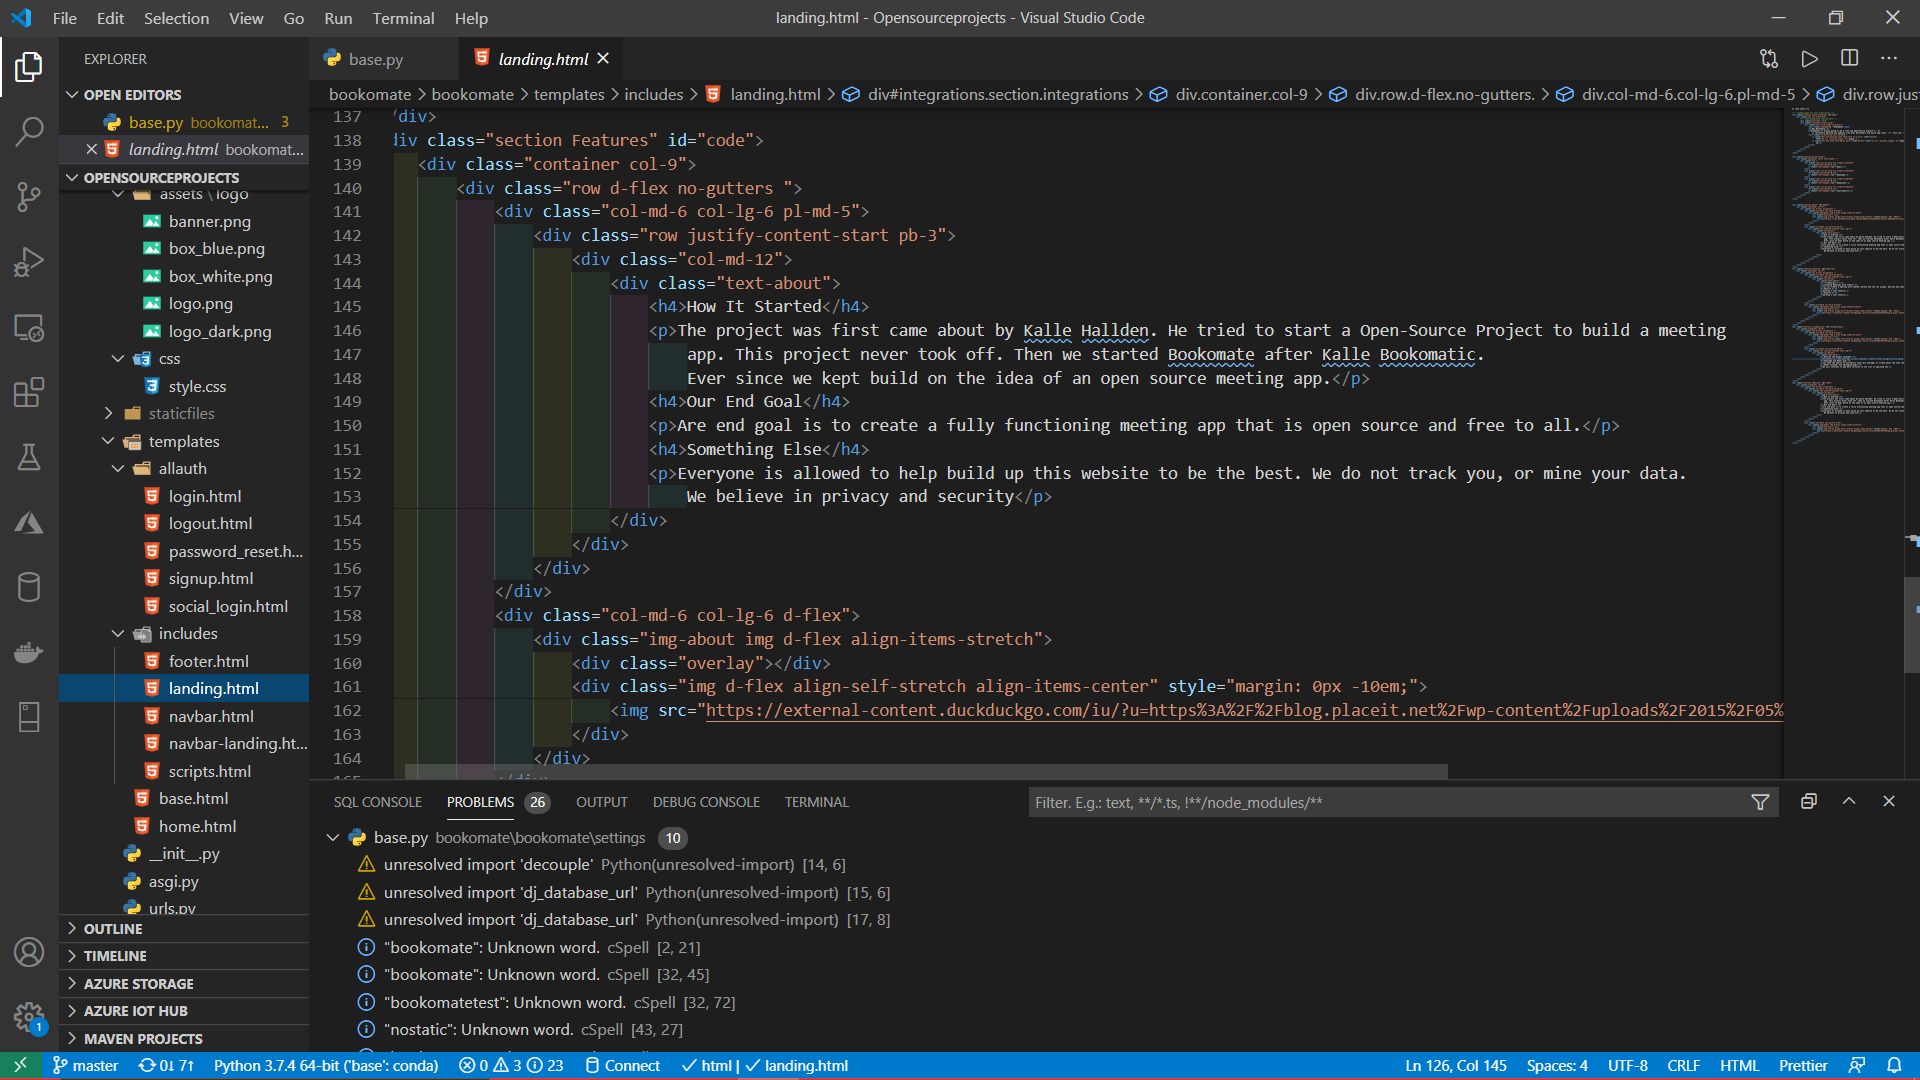 File Edit Selection View Go Run Terminal Help
landing.html - Opensourceprojects - Visual Studio Code
EXPLORER
OPEN EDITORS
base.py bookomat... 3
landing.html bookomat...
OPENSOURCEPROJECTS
assets \ logo
banner.png
box_blue.png
box_white.png
logo.png
logo_dark.png
css
style.css
staticfiles
templates
allauth
login.html
logout.html
password_reset.h...
signup.html
social_login.html
includes
footer.html
landing.html
navbar.html
navbar-landing.ht...
scripts.html
base.html
home.html
__init__.py
asgi.py
urls.py
OUTLINE
TIMELINE
AZURE STORAGE
AZURE IOT HUB
MAVEN PROJECTS
1
base.py
landing.html
bookomate > bookomate > templates > includes > landing.html > div#integrations.section.integrations > div.container.col-9 > div.row.d-flex.no-gutters. > div.col-md-6.col-lg-6.pl-md-5 > div.row.jus
137 /div>
138 div class="section Features" id="code">
139 <div class="container col-9">
140 <div class="row d-flex no-gutters ">
141 <div class="col-md-6 col-lg-6 pl-md-5">
142 <div class="row justify-content-start pb-3">
143 <div class="col-md-12">
144 <div class="text-about">
145 <h4>How It Started</h4>
146 <p>The project was first came about by Kalle Hallden. He tried to start a Open-Source Project to build a meeting
147 app. This project never took off. Then we started Bookomate after Kalle Bookomatic.
148 Ever since we kept build on the idea of an open source meeting app.</p>
149 <h4>Our End Goal</h4>
150 <p>Are end goal is to create a fully functioning meeting app that is open source and free to all.</p>
151 <h4>Something Else</h4>
152 <p>Everyone is allowed to help build up this website to be the best. We do not track you, or mine your data.
153 We believe in privacy and security</p>
154 </div>
155 </div>
156 </div>
157 </div>
158 <div class="col-md-6 col-lg-6 d-flex">
159 <div class="img-about img d-flex align-items-stretch">
160 <div class="overlay"></div>
161 <div class="img d-flex align-self-stretch align-items-center" style="margin: 0px -10em;">
162 <img src="https://external-content.duckduckgo.com/iu/?u=https%3A%2F%2Fblog.placeit.net%2Fwp-content%2Fuploads%2F2015%2F05%
163 </div>
164 </div>
165 </div>
SQL CONSOLE PROBLEMS 26 OUTPUT DEBUG CONSOLE TERMINAL
Filter. E.g.: text, **/*.ts, !**/node_modules/**
base.py bookomate\bookomate\settings 10
unresolved import 'decouple' Python(unresolved-import) [14, 6]
unresolved import 'dj_database_url' Python(unresolved-import) [15, 6]
unresolved import 'dj_database_url' Python(unresolved-import) [17, 8]
"bookomate": Unknown word. cSpell [2, 21]
"bookomate": Unknown word. cSpell [32, 45]
"bookomatetest": Unknown word. cSpell [32, 72]
"nostatic": Unknown word. cSpell [43, 27]
master 0↓ 7↑ Python 3.7.4 64-bit ('base': conda) 0 3 23 Connect html | landing.html
Ln 126, Col 145 Spaces: 4 UTF-8 CRLF HTML Prettier